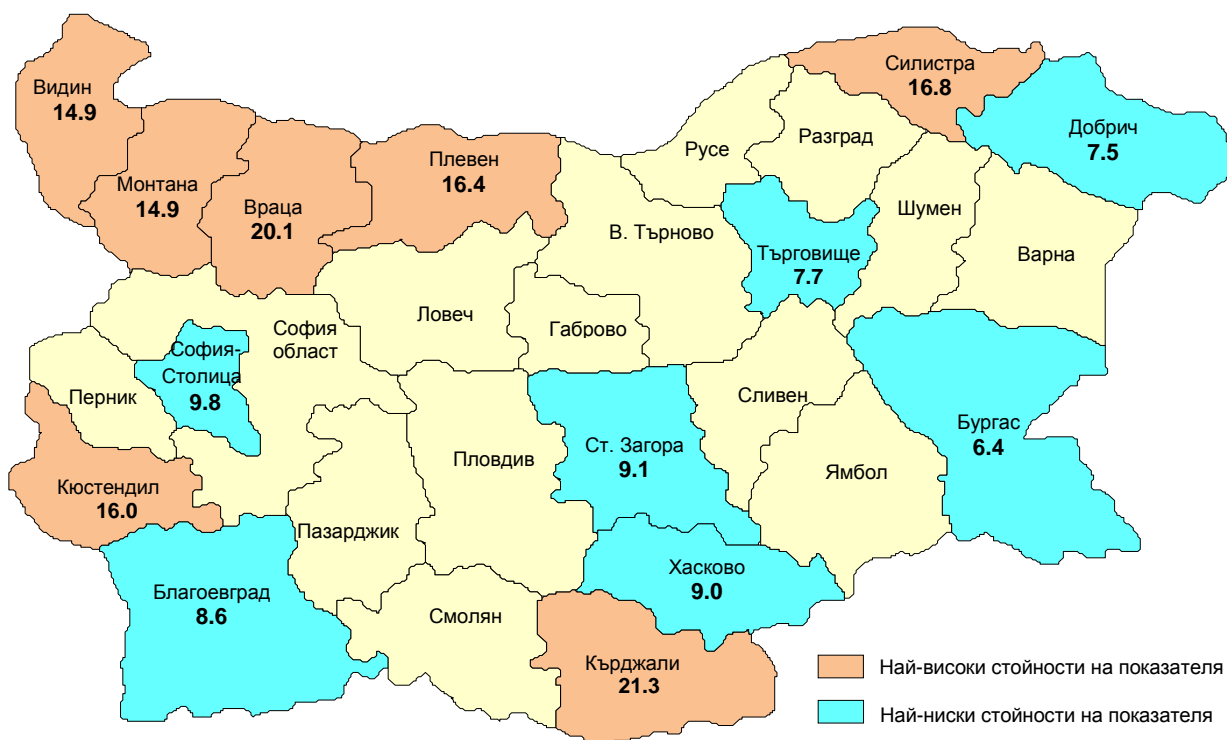 Видин
14.9
Монтана
14.9
Враца
20.1
Плевен
16.4
Силистра
16.8
Добрич
7.5
Русе
Разград
Шумен
Варна
В. Търново
Търговище
7.7
Ловеч
Габрово
София
област
София-
Столица
9.8
Перник
Кюстендил
16.0
Сливен
Бургас
6.4
Ст. Загора
9.1
Пловдив
Ямбол
Пазарджик
Благоевград
8.6
Хасково
9.0
Смолян
Кърджали
21.3
Най-високи стойности на показателя
Най-ниски стойности на показателя